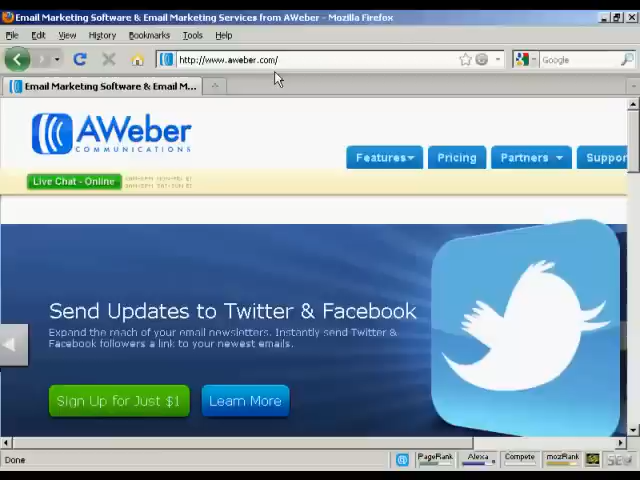 Email Marketing Software & Email Marketing Services from AWeber - Mozilla Firefox
File Edit View History Bookmarks Tools Help
http://www.aweber.com/
Google
Email Marketing Software & Email M...
AWeber
COMMUNICATIONS
Features Pricing Partners Suppor
Live Chat - Online
Send Updates to Twitter & Facebook
Expand the reach of your email newsletters. Instantly send Twitter &
Facebook followers a link to your newest emails.
Sign Up for Just $1 Learn More
Done
PageRank Alexa Compete mozRank